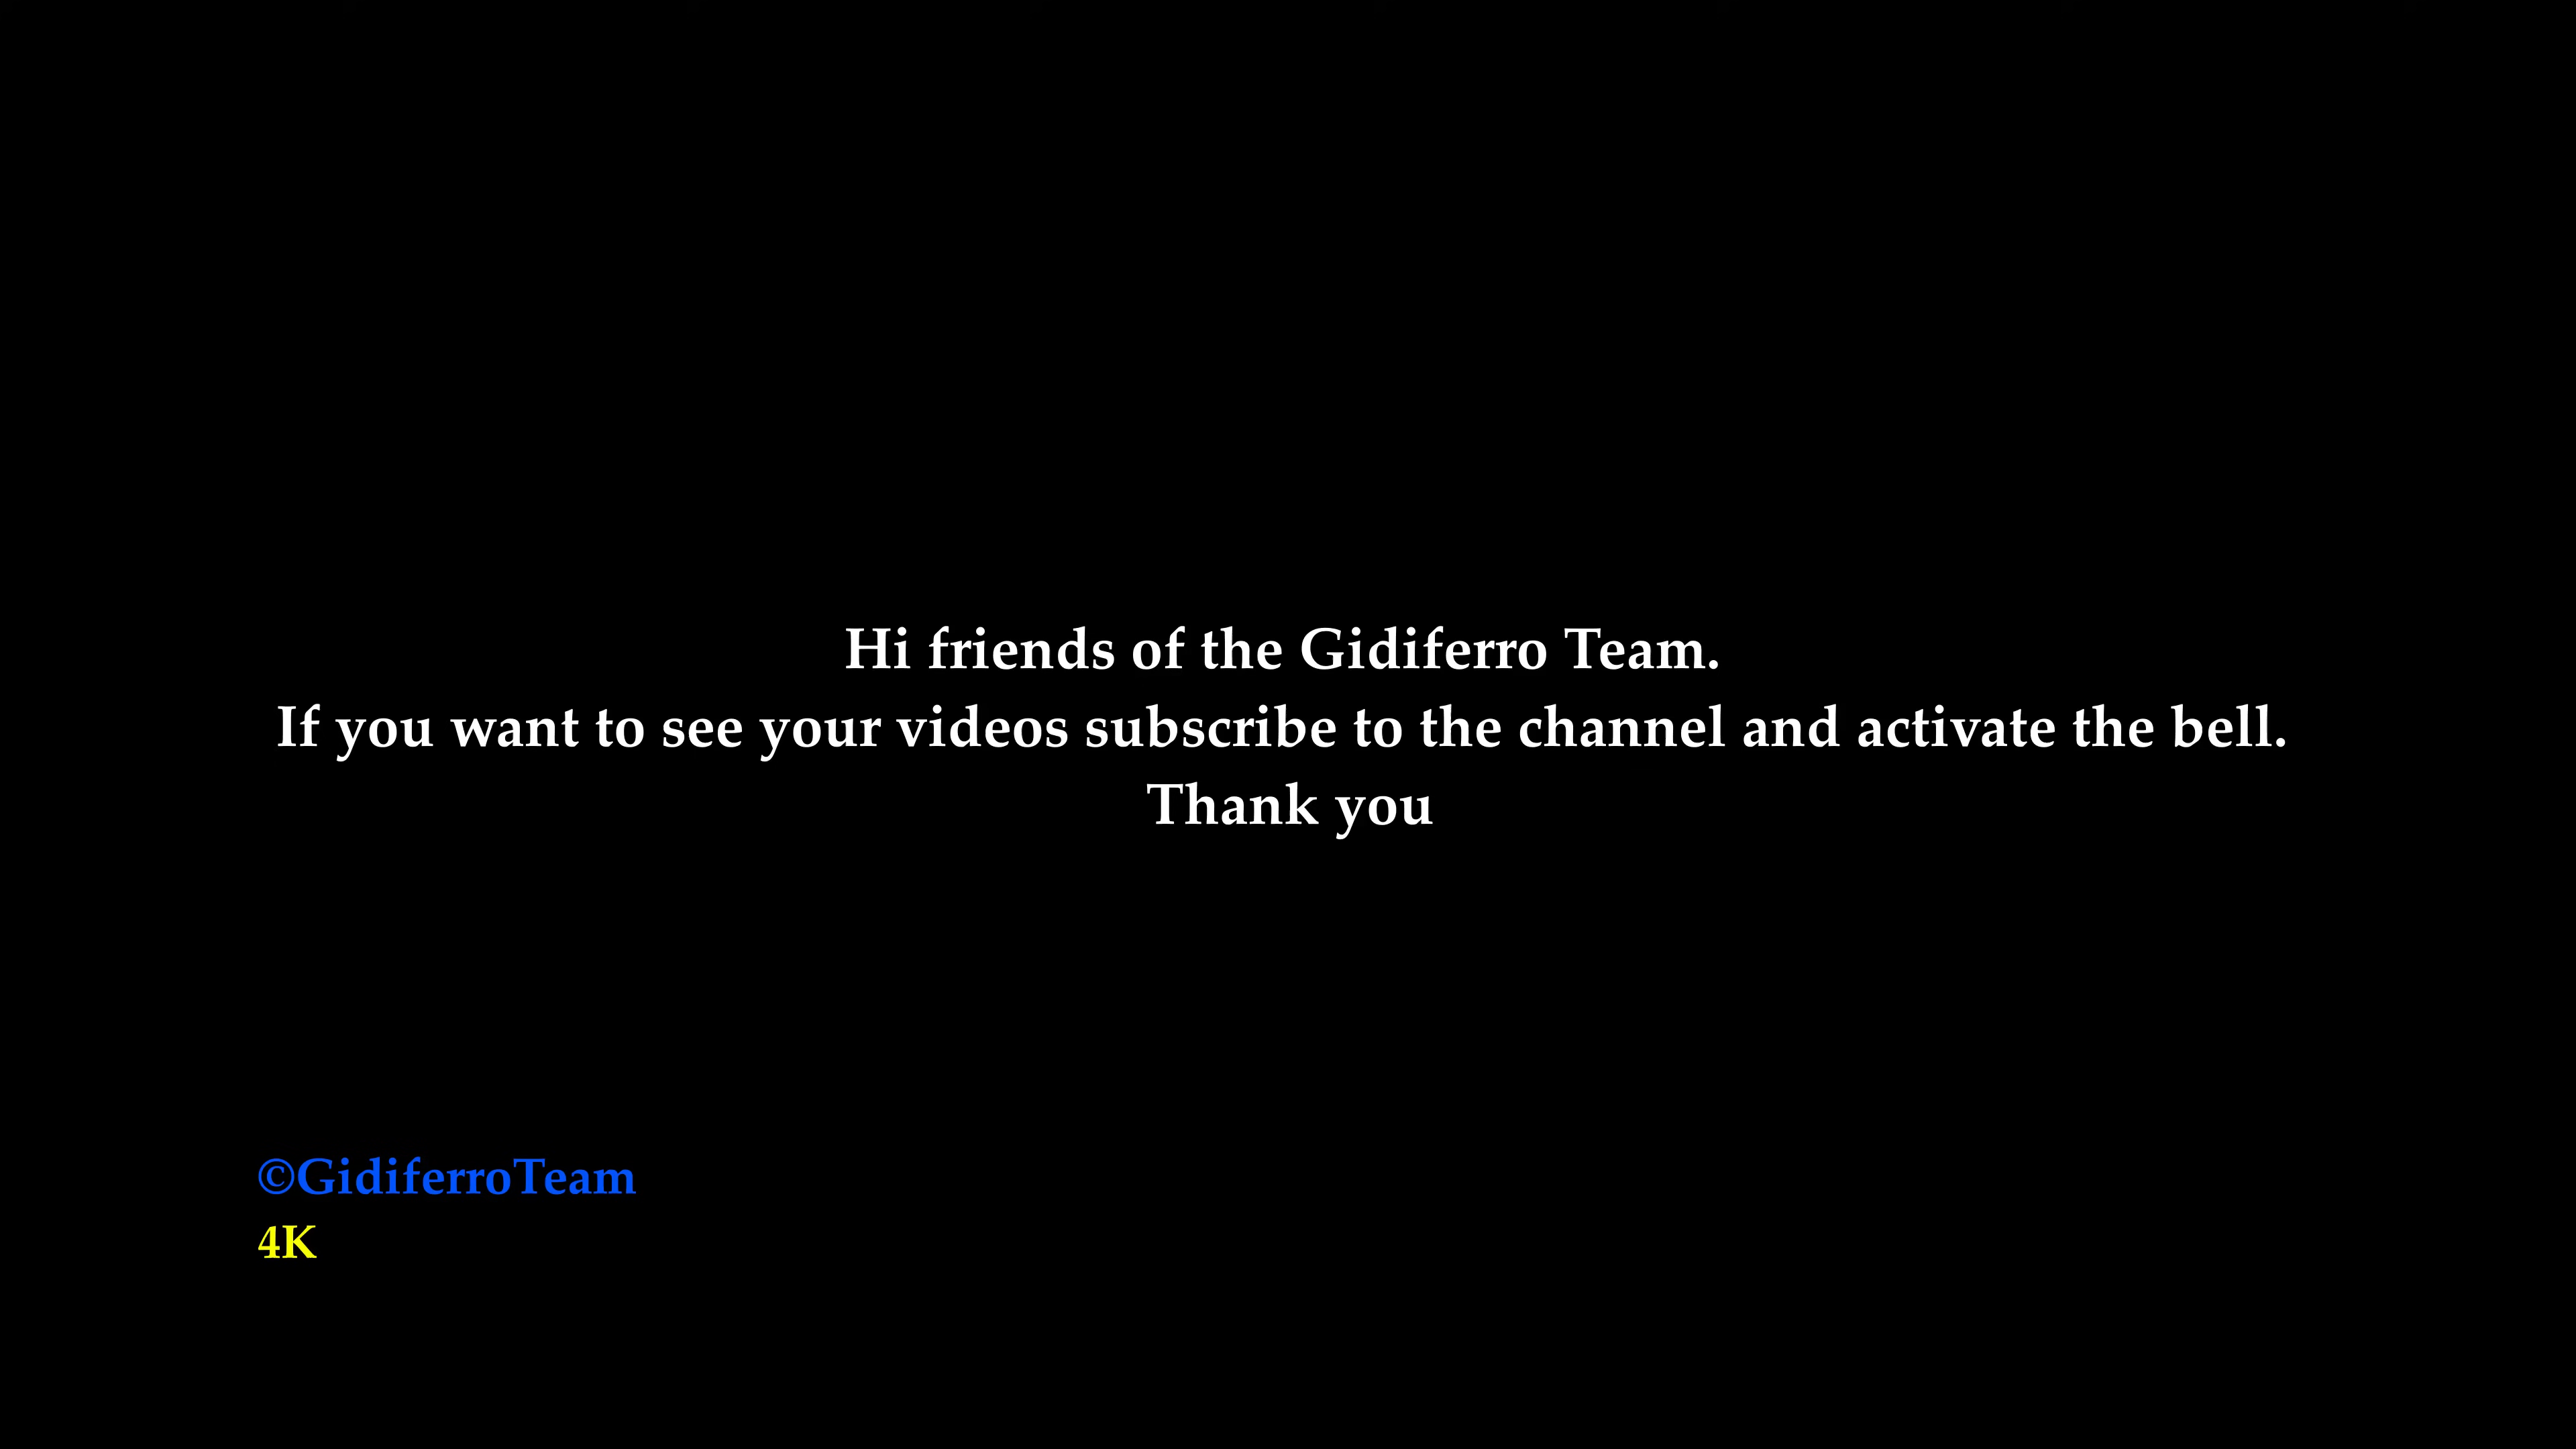 Hi friends of the Gidiferro Team.
If you want to see your videos subscribe to the channel and activate the bell.
Thank you
©GidiferroTeam
4K